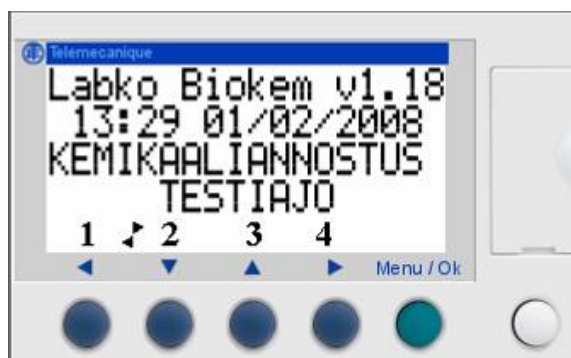 Telemecanique
Labko Biokem v1.18
13:29 01/02/2008
KEMIKAALIANNOSTUS
TESTIAJO
1 2 3 4
Menu / Ok